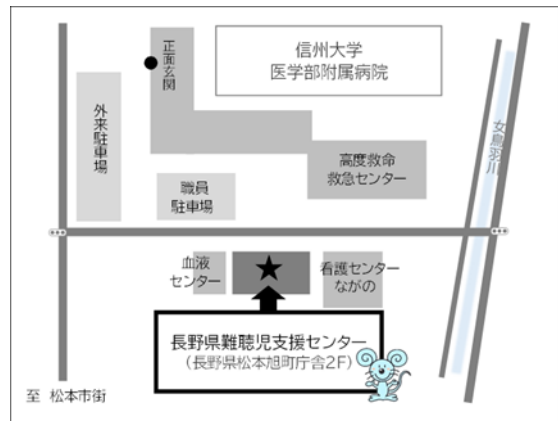 信州大学
医学部附属病院
正面玄関
外来駐車場
女鳥羽川
高度救命
救急センター
職員
駐車場
血液
センター
看護センター
ながの
長野県難聴児支援センター
（長野県松本旭町庁舎２F）
至 松本市街